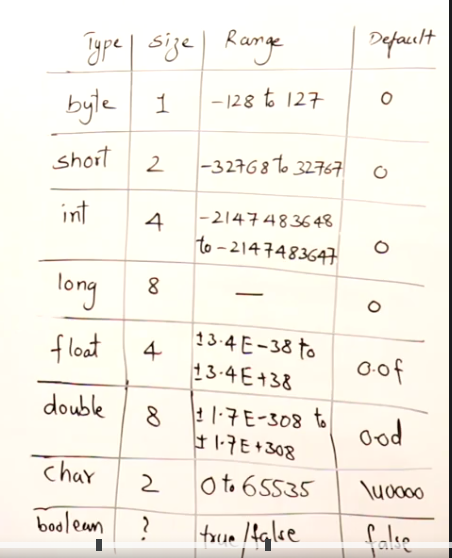 Type Size Range Default
byte 1 -128 to 127 0
short 2 -32768 to 32767 0
int 4 -2147483648
to -2147483647 0
long 8 — 0
float 4 ±3.4E-38 to
±3.4E+38 0.0f
double 8 ±1.7E-308 to
±1.7E+308 0.0d
char 2 0 to 65535 \u0000
boolean ? true/false false